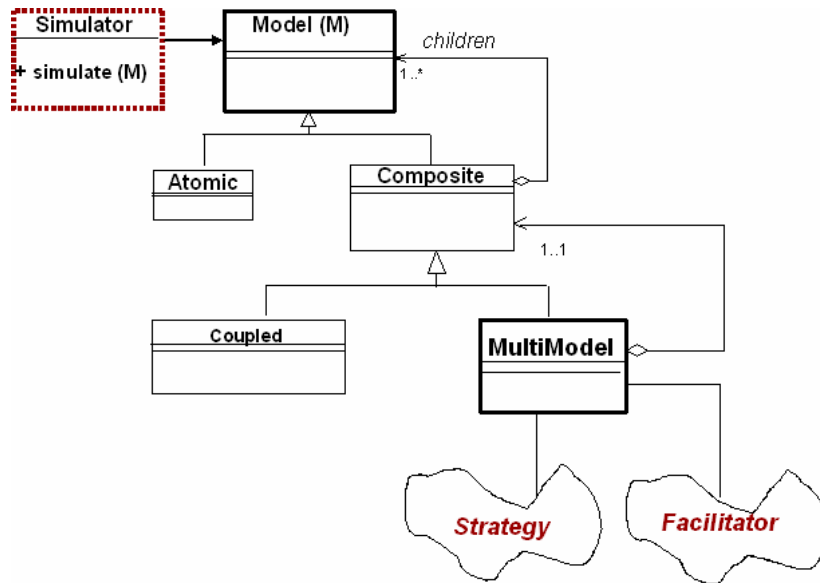 Simulator
+ simulate (M)
Model (M)
children
1..*
Atomic
Composite
1..1
Coupled
MultiModel
Strategy
Facilitator